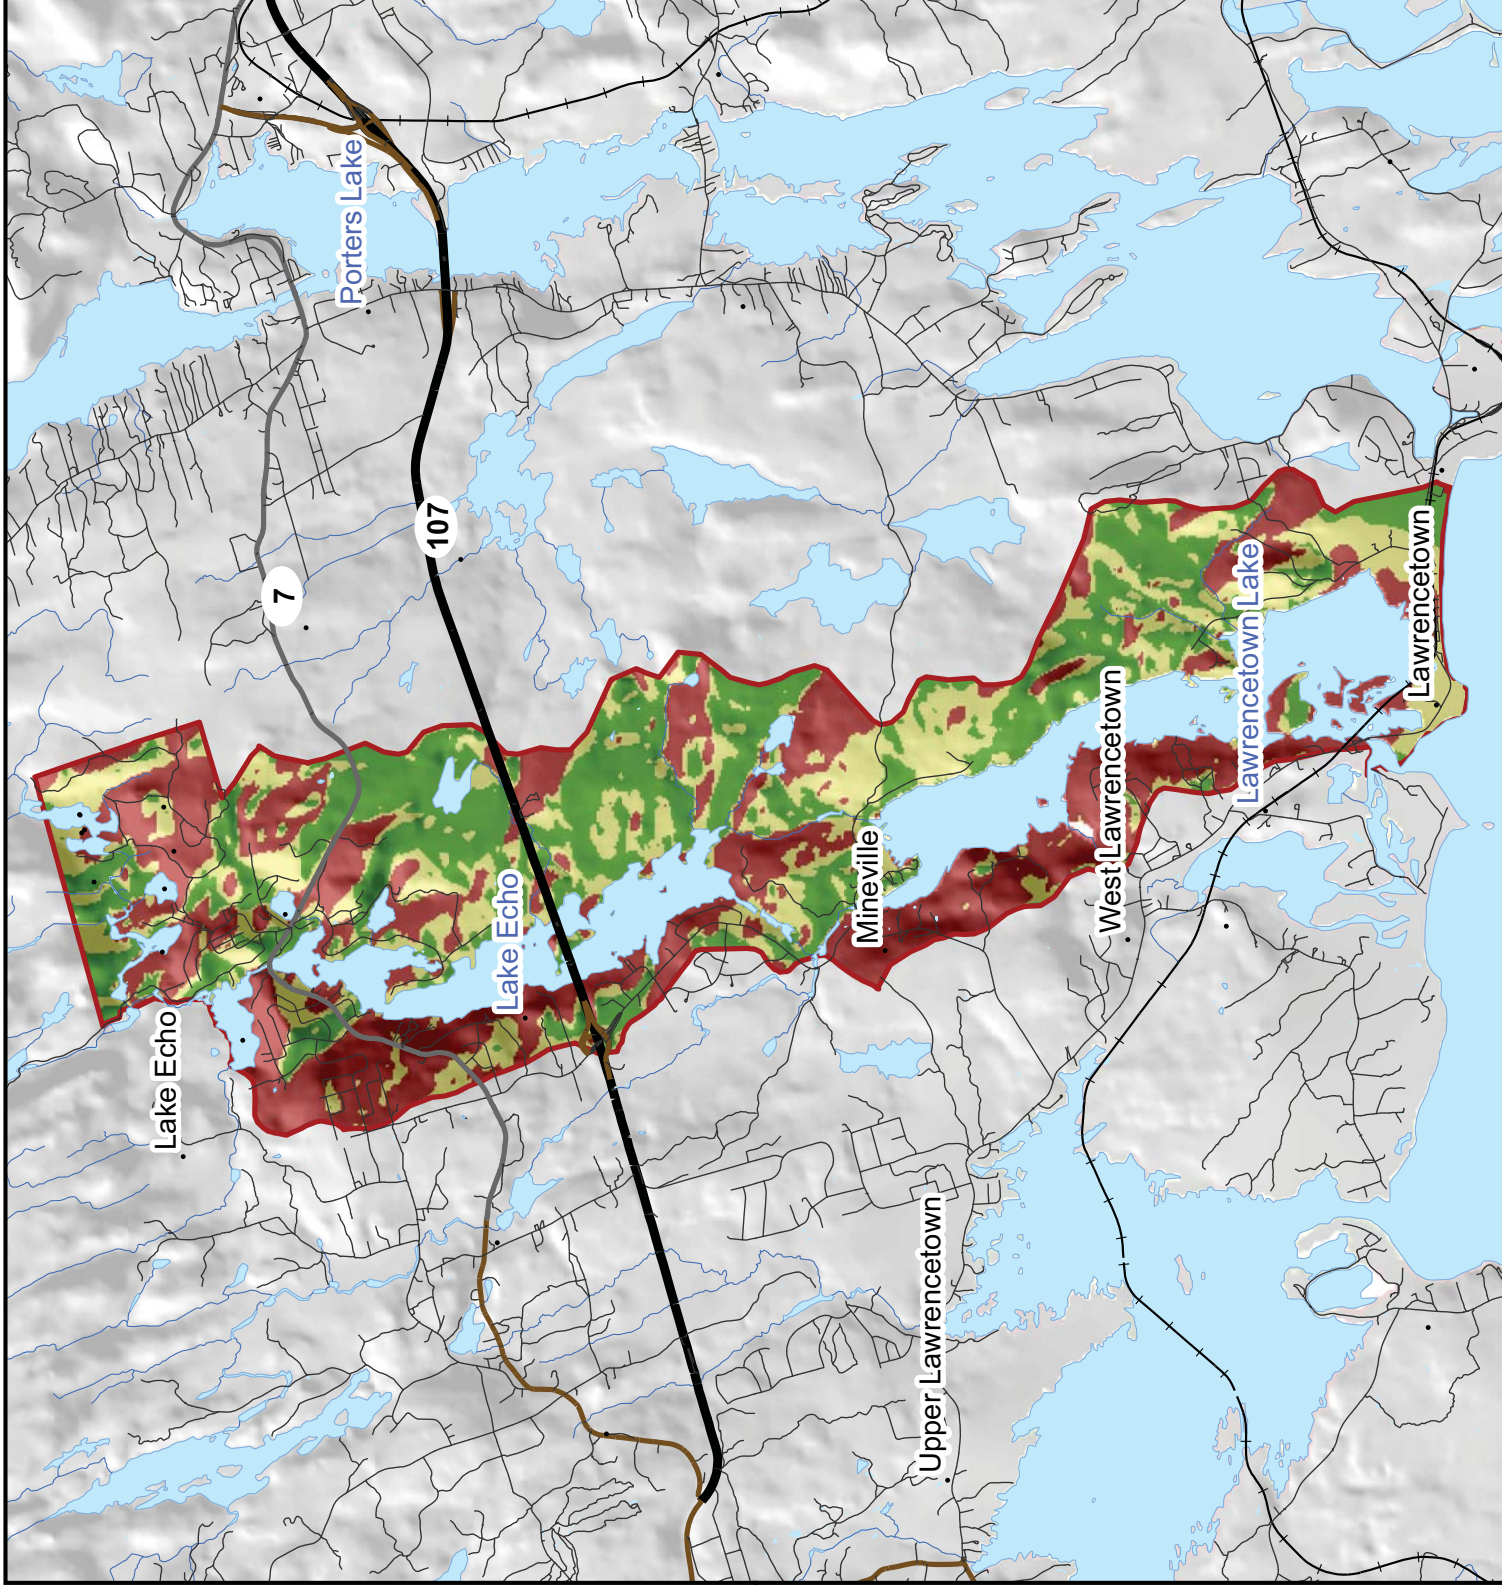 Porters Lake
7
107
Lake Echo
Lake Echo
Mineville
West Lawrencetown
Lawrencetown Lake
Lawrencetown
Upper Lawrencetown